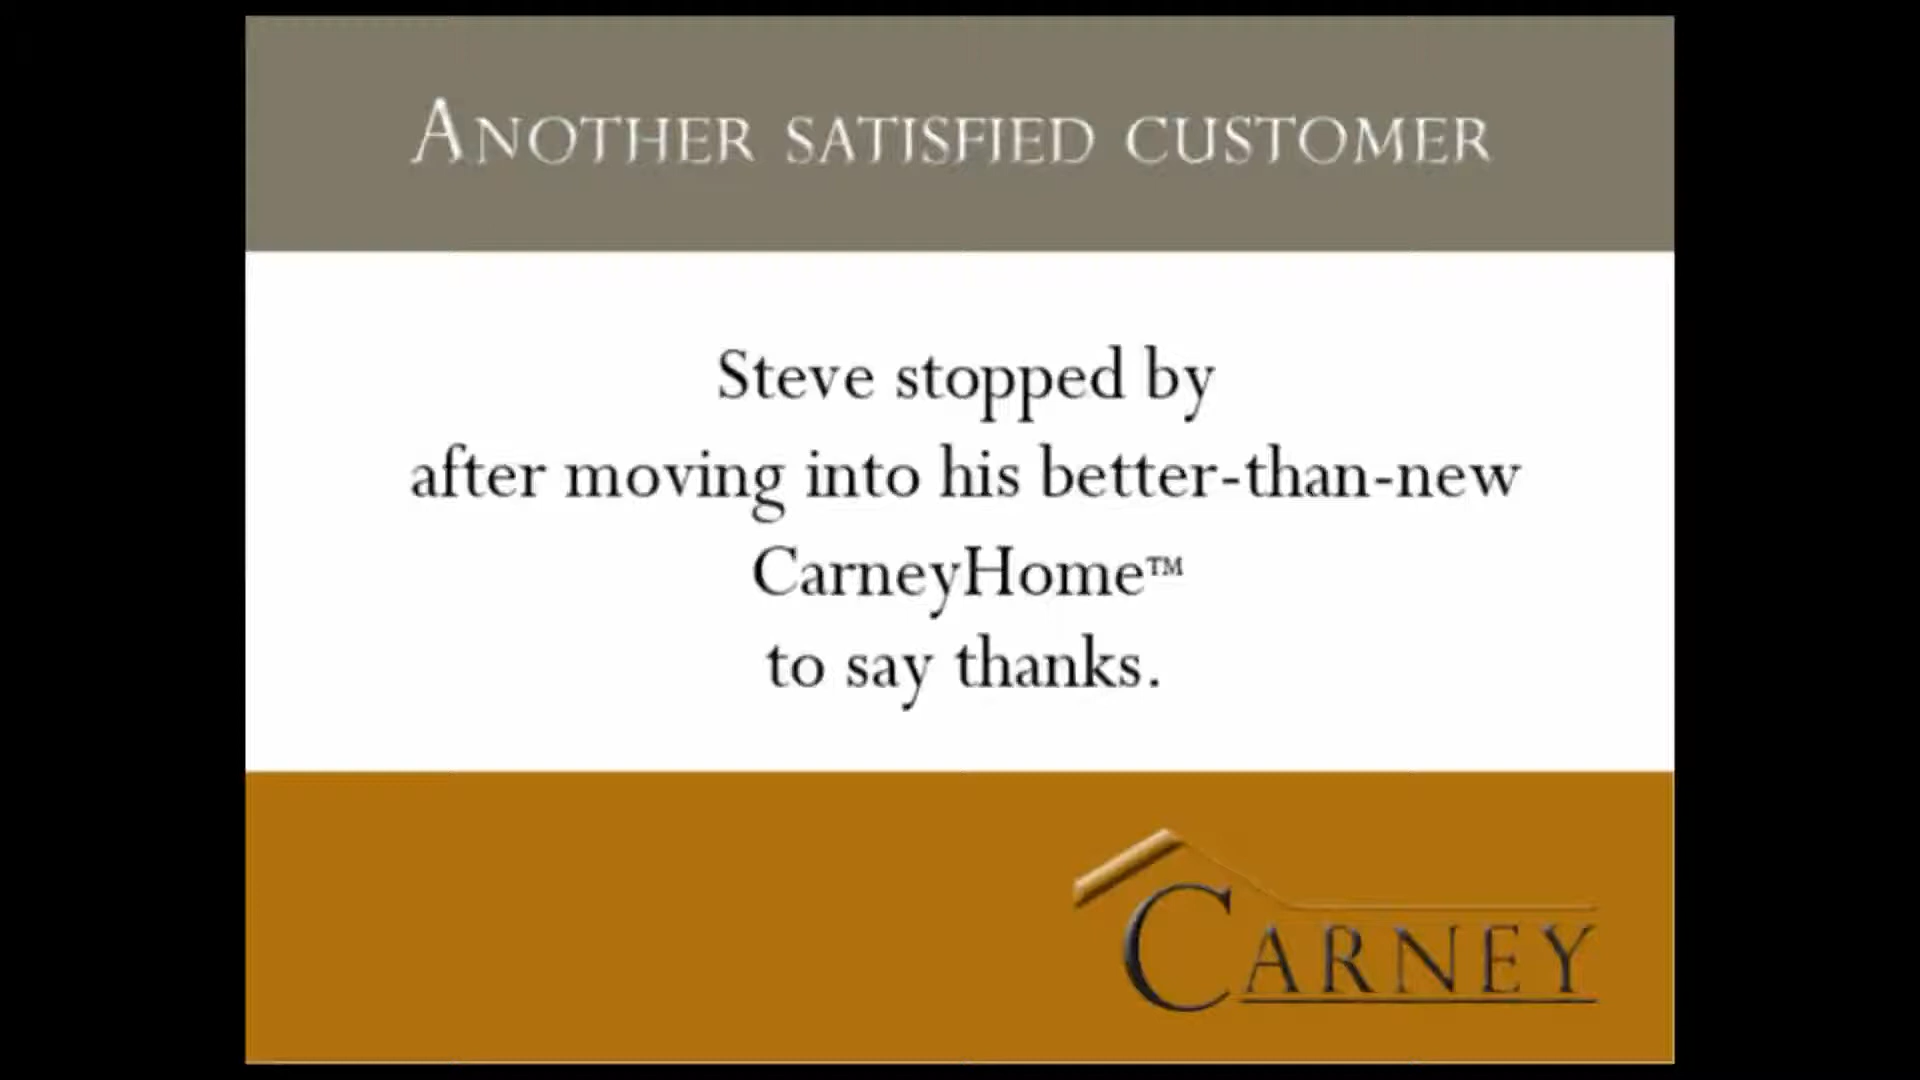 ANOTHER SATISFIED CUSTOMER
Steve stopped by
after moving into his better-than-new
CarneyHome™
to say thanks.
CARNEY